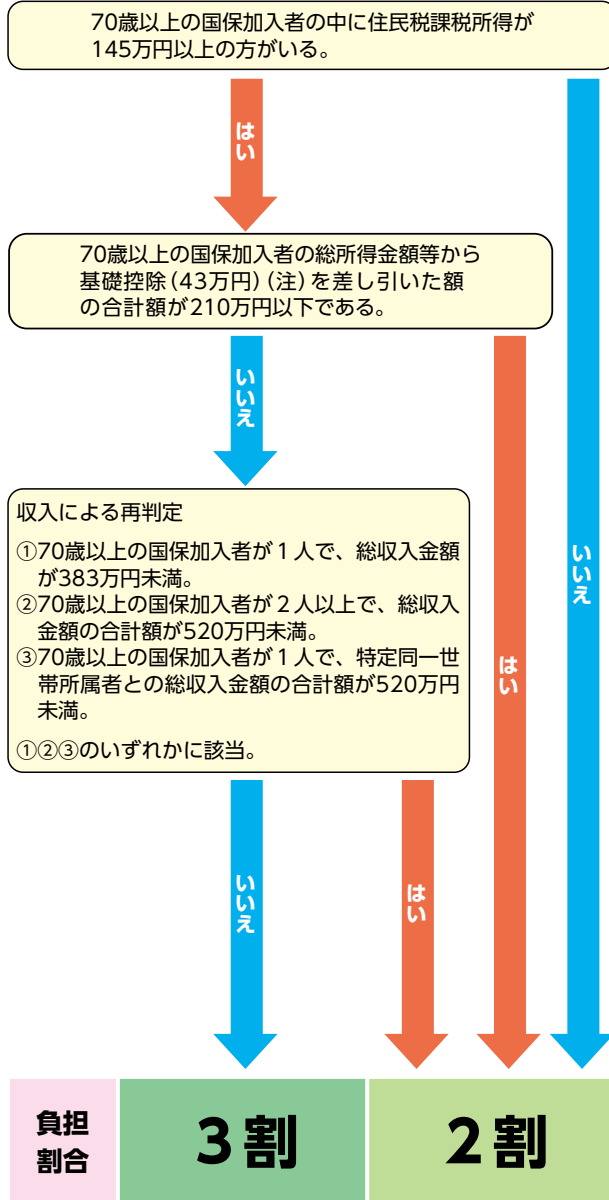 70歳以上の国保加入者の中に住民税課税所得が
145万円以上の方がいる。
はい
70歳以上の国保加入者の総所得金額等から
基礎控除(43万円)(注)を差し引いた額
の合計額が210万円以下である。
いいえ
いいえ
はい
収入による再判定
①70歳以上の国保加入者が1人で、総収入金額
が383万円未満。
②70歳以上の国保加入者が2人以上で、総収入
金額の合計額が520万円未満。
③70歳以上の国保加入者が1人で、特定同一世
帯所属者との総収入金額の合計額が520万円
未満。
①②③のいずれかに該当。
いいえ
はい
負担
割合
3割
2割